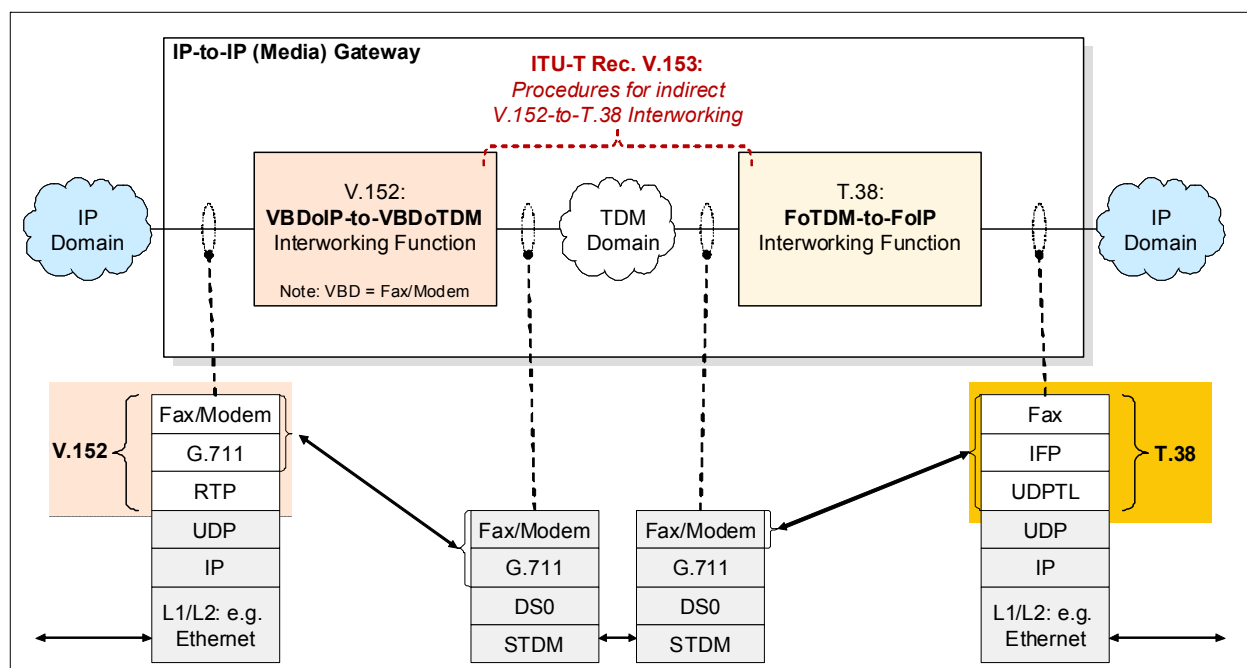 IP-to-IP (Media) Gateway
ITU-T Rec. V.153:
Procedures for indirect
V.152-to-T.38 Interworking
IP
Domain
V.152:
VBDoIP-to-VBDoTDM
Interworking Function
Note: VBD = Fax/Modem
TDM
Domain
T.38:
FoTDM-to-FoIP
Interworking Function
IP
Domain
V.152
Fax/Modem
G.711
RTP
UDP
IP
L1/L2: e.g.
Ethernet
Fax/Modem
G.711
DS0
STDM
Fax/Modem
G.711
DS0
STDM
Fax
IFP
UDPTL
UDP
IP
L1/L2: e.g.
Ethernet
T.38